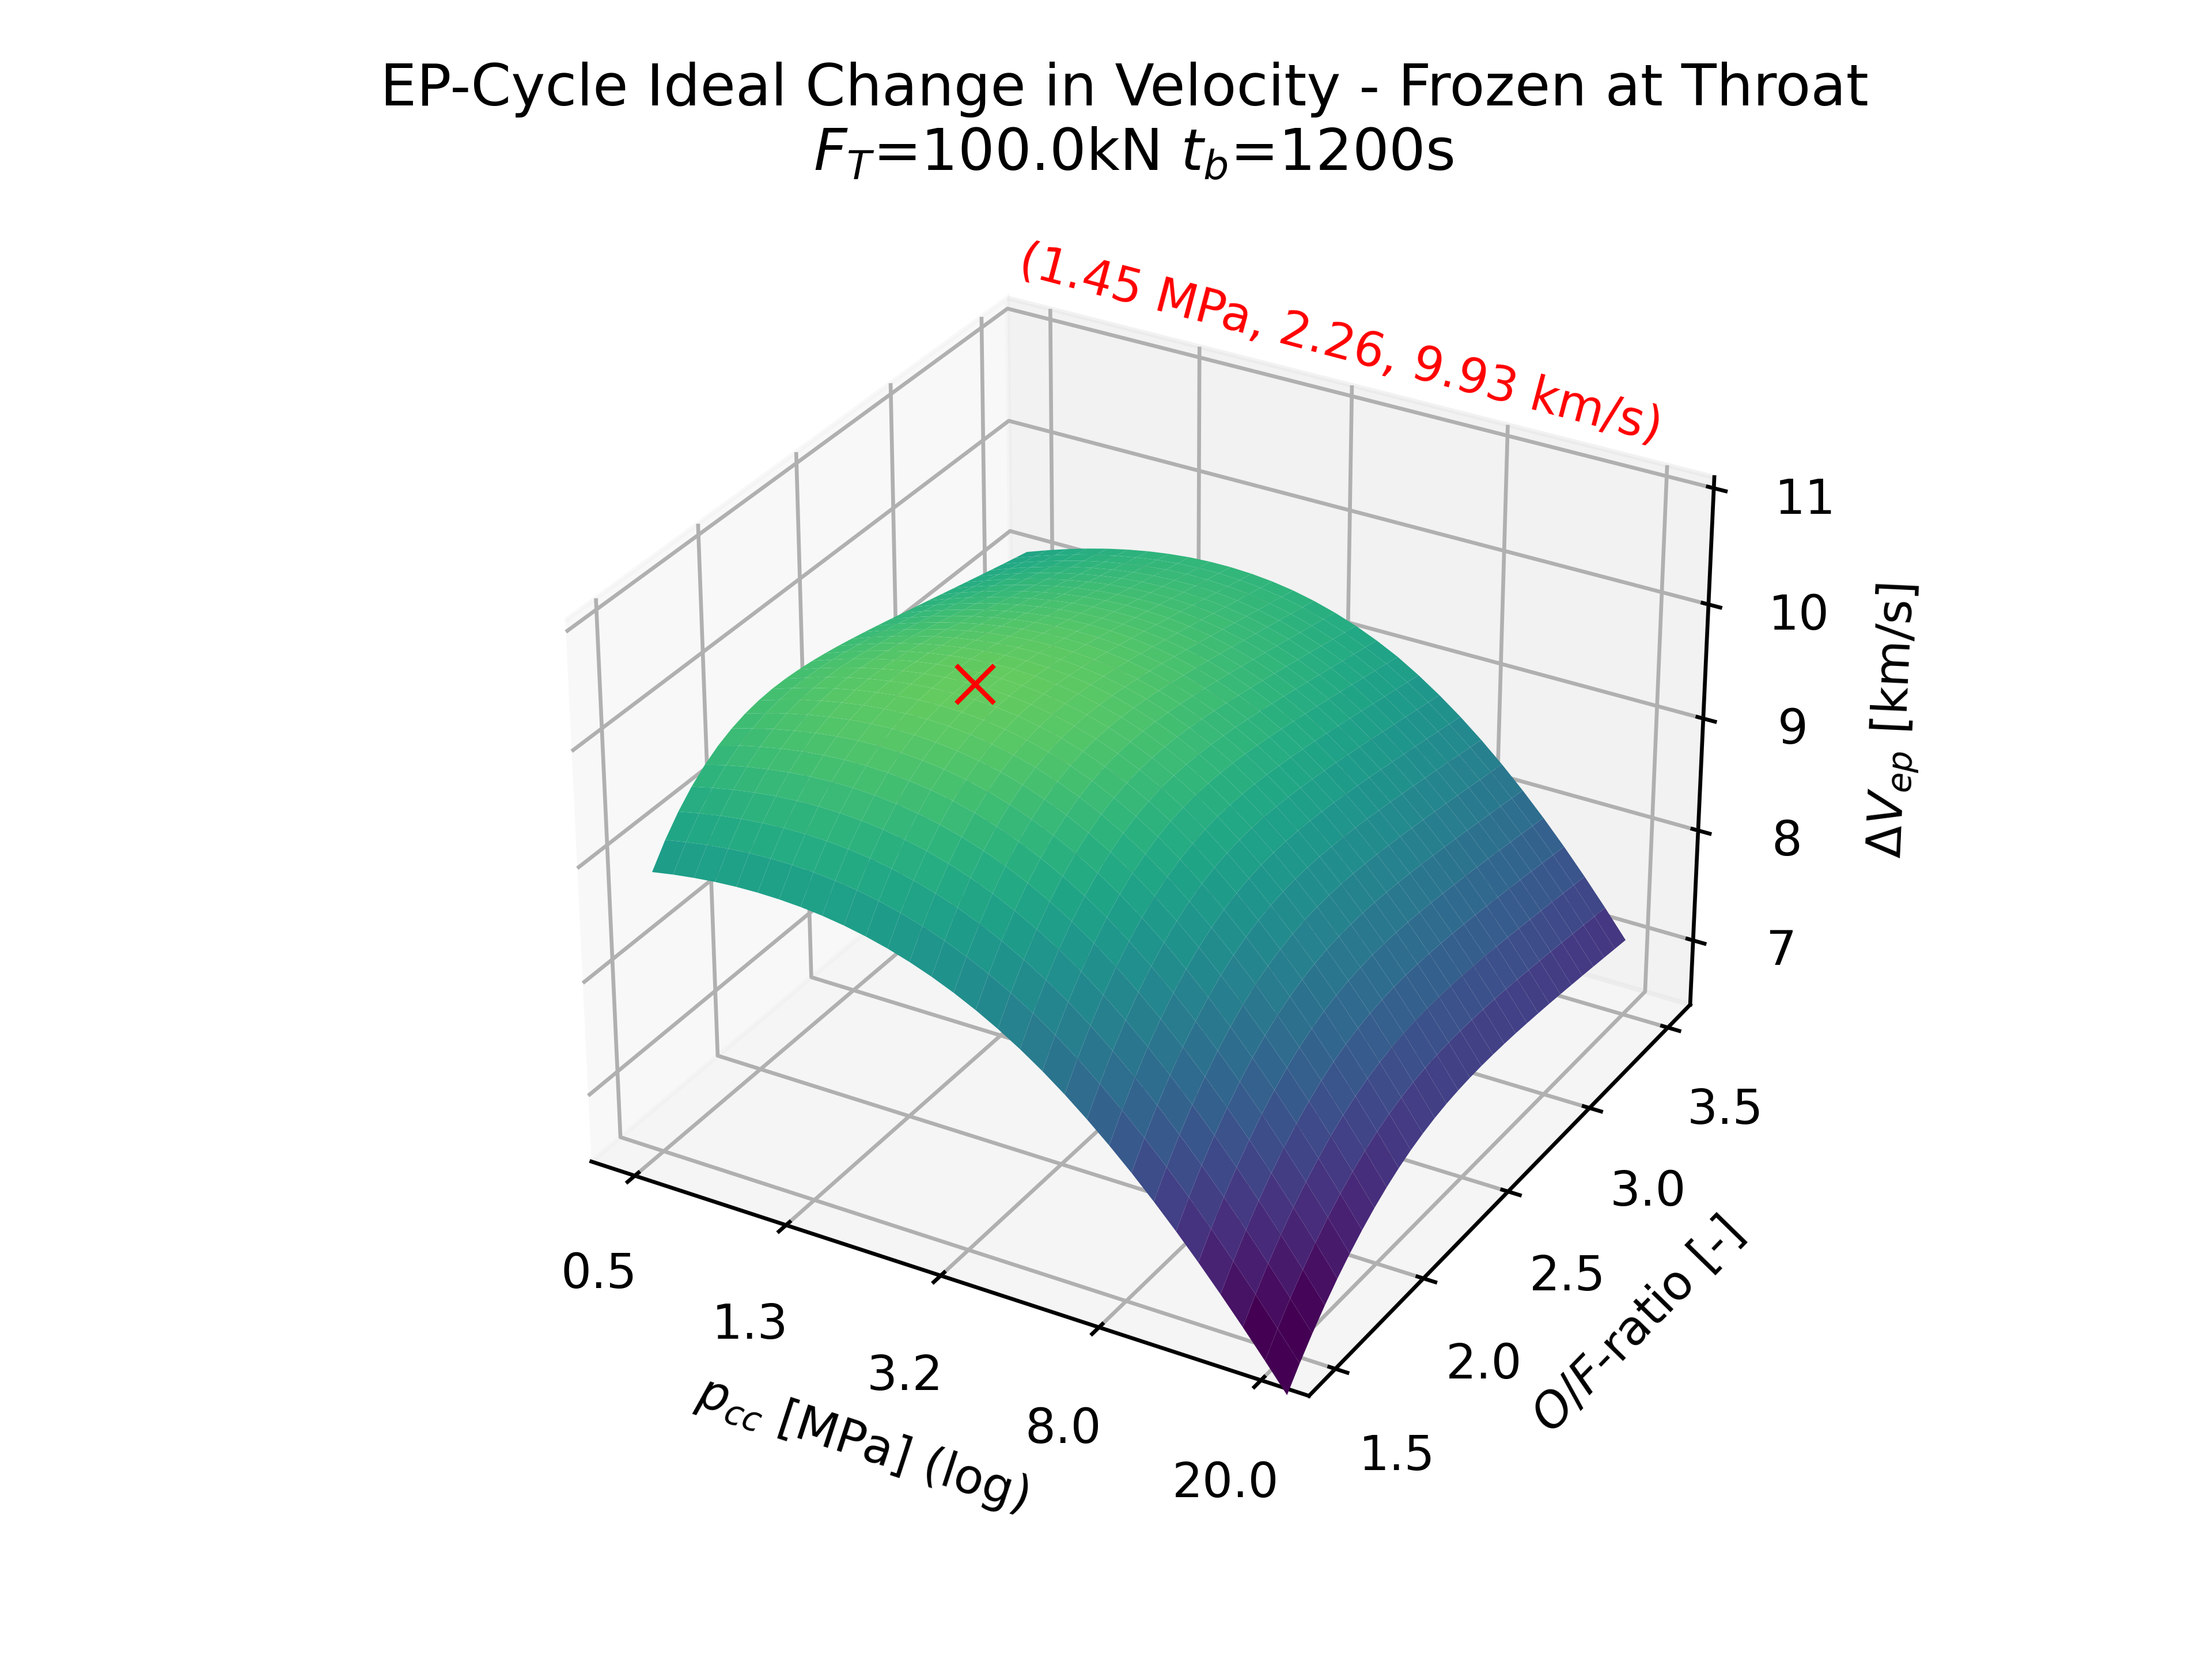 EP-Cycle Ideal Change in Velocity - Frozen at Throat
F_T=100.0kN t_b=1200s
(1.45 MPa, 2.26, 9.93 km/s)
11
10
9
8
7
ΔV_ep [km/s]
3.5
3.0
2.5
2.0
1.5
O/F-ratio [-]
0.5
1.3
3.2
8.0
20.0
p_cc [MPa] (log)